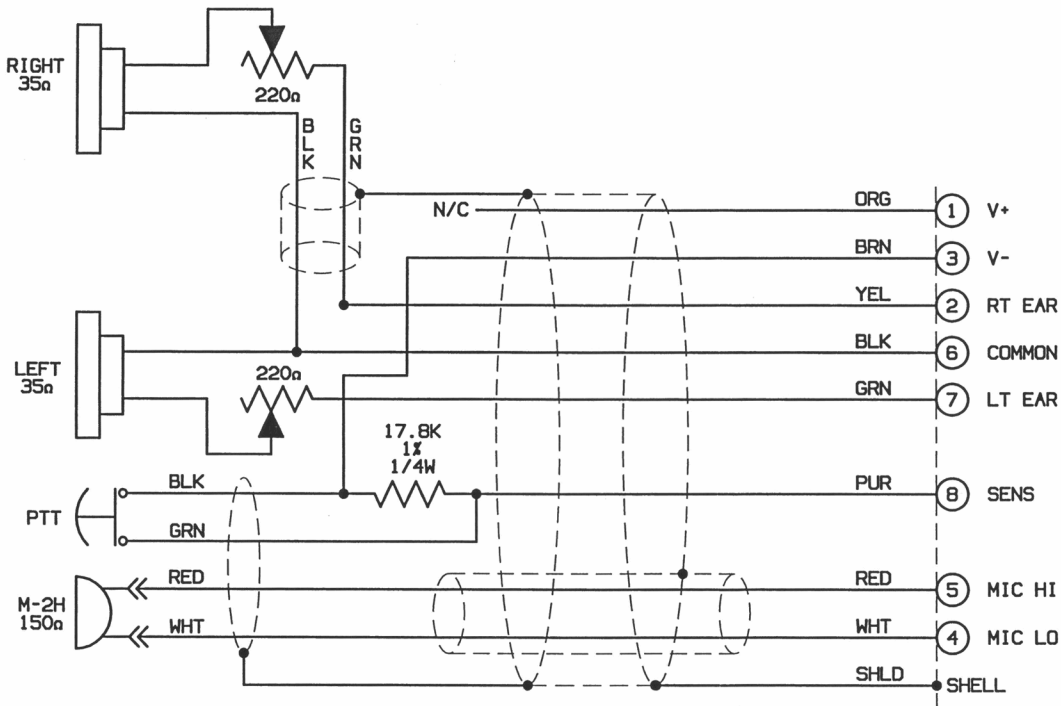 RIGHT
35Ω
220Ω
BLK
GRN
N/C
ORG
1
V+
BRN
3
V-
YEL
2
RT EAR
BLK
6
COMMON
LEFT
35Ω
220Ω
GRN
7
LT EAR
17.8K
1%
1/4W
BLK
PUR
8
SENS
PTT
GRN
RED
RED
5
MIC HI
M-2H
150Ω
WHT
WHT
4
MIC LO
SHLD
SHELL